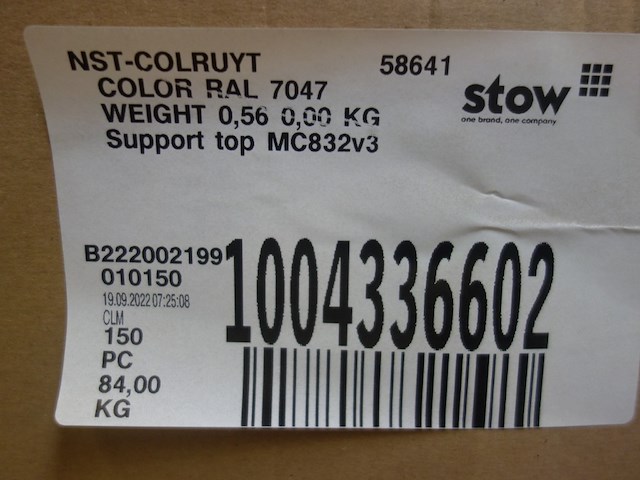 NST-COLRUYT 58641
COLOR RAL 7047
WEIGHT 0,56 0,00 KG
Support top MC832v3
stow
one brand, one company
B222002199
010150
19.09.2022 07:25:08
CLM
150
PC
84,00
KG
1004336602